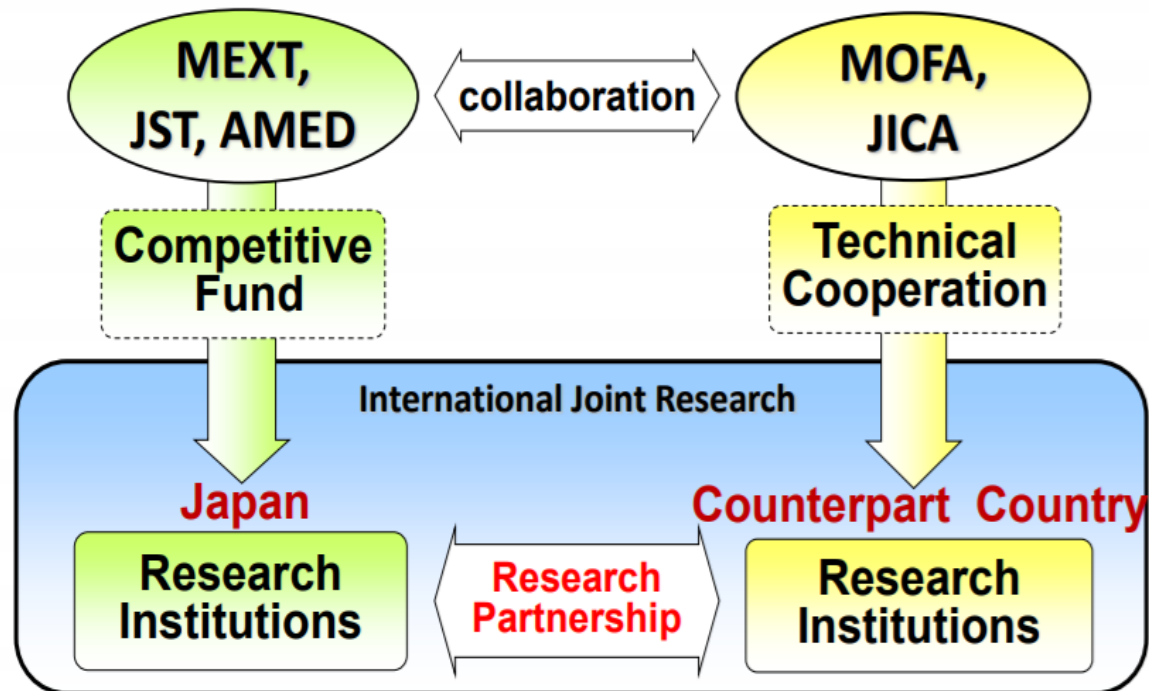 MEXT,
JST, AMED
collaboration
MOFA,
JICA
Competitive
Fund
Technical
Cooperation
International Joint Research
Japan
Counterpart Country
Research
Institutions
Research
Partnership
Research
Institutions